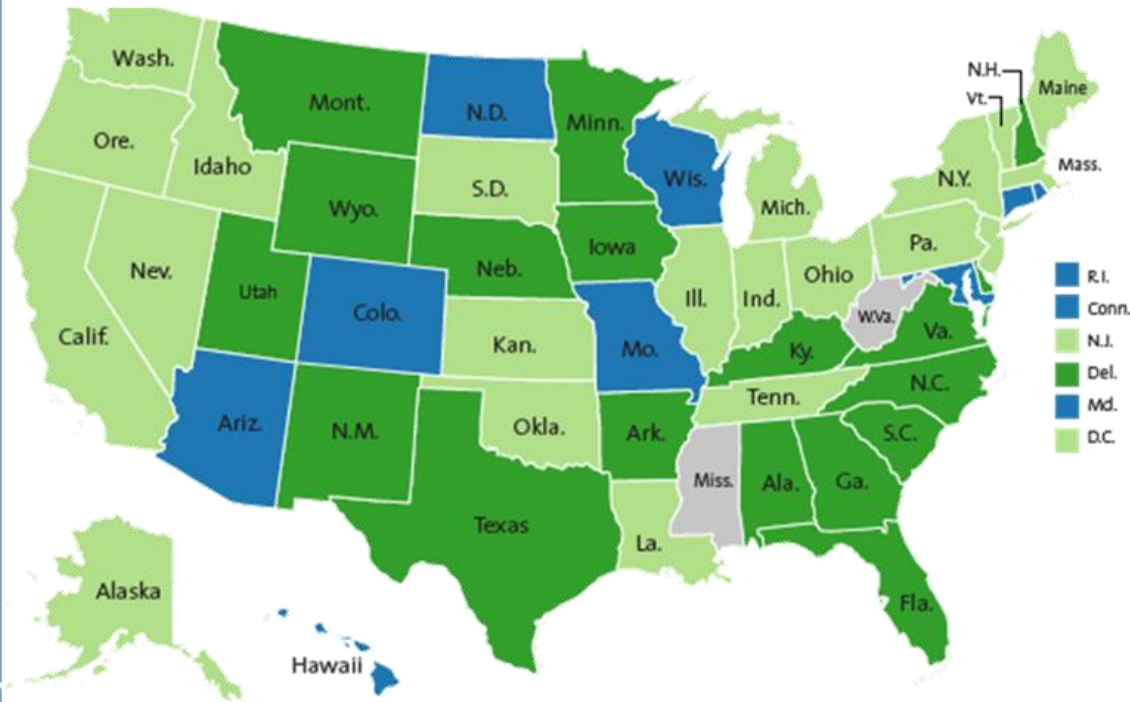 Wash.
Mont.
N.D.
Minn.
N.H.
Vt.
Maine
Ore.
Idaho
S.D.
Wis.
Mich.
N.Y.
Mass.
Wyo.
Nev.
Utah
Neb.
Iowa
Ill.
Ind.
Ohio
Pa.
Calif.
Colo.
Kan.
Mo.
Ky.
W.Va.
Va.
R.I.
Conn.
N.J.
Del.
Md.
D.C.
Ariz.
N.M.
Okla.
Ark.
Tenn.
N.C.
S.C.
Texas
La.
Miss.
Ala.
Ga.
Fla.
Alaska
Hawaii